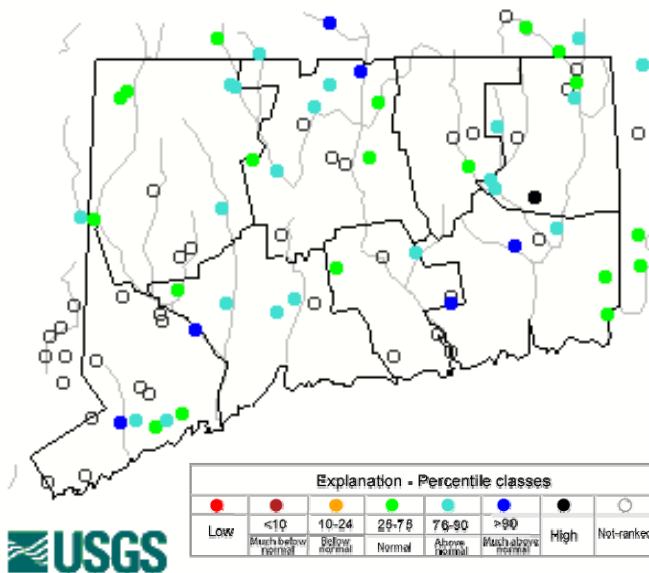 Explanation - Percentile classes
Low
<10
10-24
25-75
76-90
>90
High
Not-ranked
Much below normal
Below normal
Normal
Above normal
Much above normal
USGS